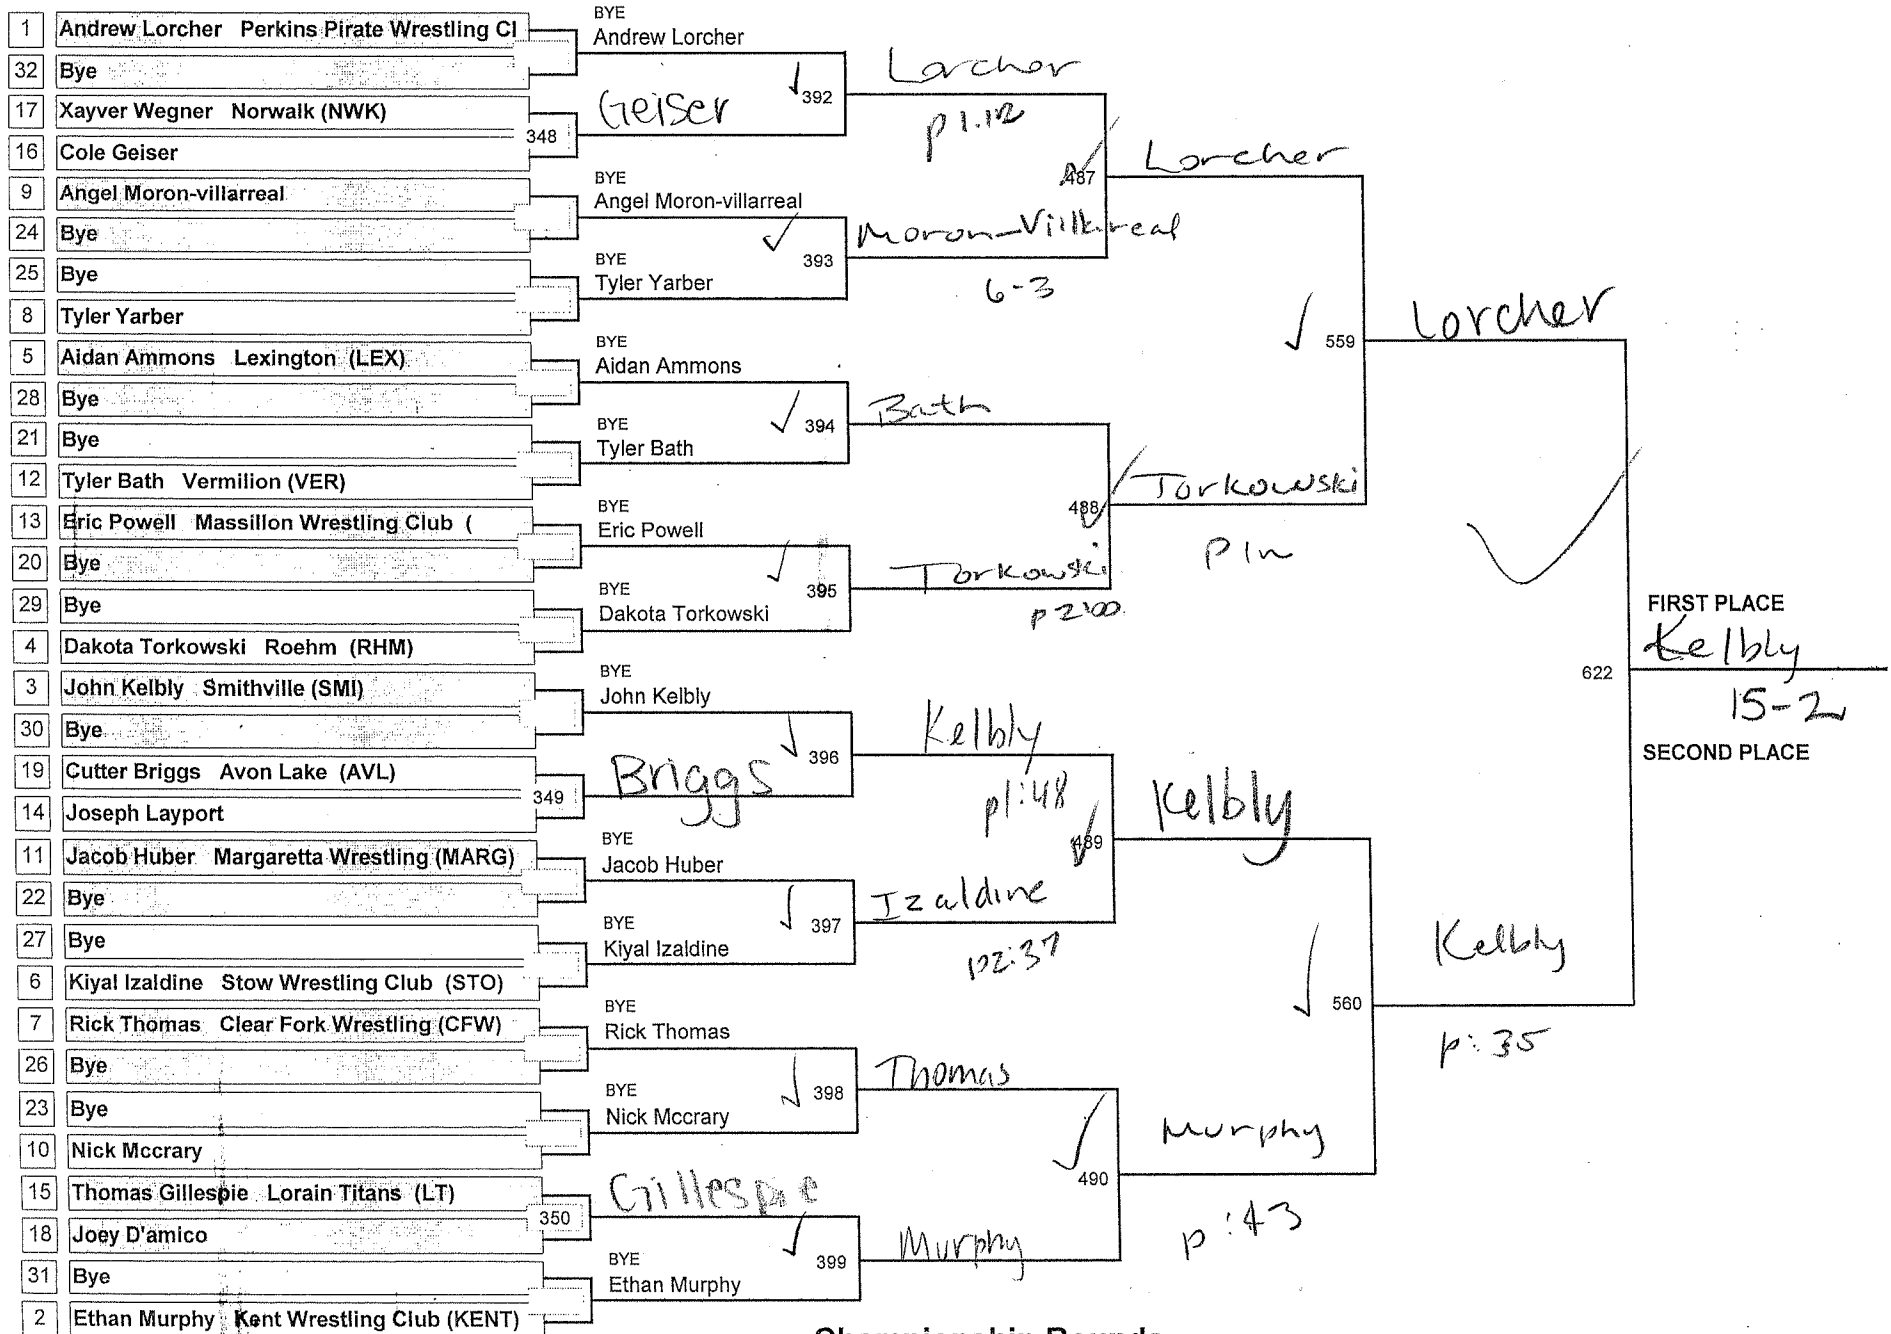 1 Andrew Lorcher Perkins Pirate Wrestling Cl
32 Bye
17 Xayver Wegner Norwalk (NWK)
348
16 Cole Geiser
9 Angel Moron-villarreal
24 Bye
25 Bye
8 Tyler Yarber
5 Aidan Ammons Lexington (LEX)
28 Bye
21 Bye
12 Tyler Bath Vermilion (VER)
13 Eric Powell Massillon Wrestling Club (
20 Bye
29 Bye
4 Dakota Torkowski Roehm (RHM)
3 John Kelbly Smithville (SMI)
30 Bye
19 Cutter Briggs Avon Lake (AVL)
349
14 Joseph Layport
11 Jacob Huber Margaretta Wrestling (MARG)
22 Bye
27 Bye
6 Kiyal Izaldine Stow Wrestling Club (STO)
7 Rick Thomas Clear Fork Wrestling (CFW)
26 Bye
23 Bye
10 Nick Mccrary
15 Thomas Gillespie Lorain Titans (LT)
350
18 Joey D'amico
31 Bye
2 Ethan Murphy Kent Wrestling Club (KENT)
BYE
Andrew Lorcher
392
Geiser
BYE
Angel Moron-villarreal
393
BYE
Tyler Yarber
BYE
Aidan Ammons
394
BYE
Tyler Bath
BYE
Eric Powell
395
BYE
Dakota Torkowski
BYE
John Kelbly
396
Briggs
BYE
Jacob Huber
397
BYE
Kiyal Izaldine
BYE
Rick Thomas
398
BYE
Nick Mccrary
Gillespie
399
BYE
Ethan Murphy
Lorcher
p 1:12
487
Moron-Villarreal
6-3
Bath
488
Torkowski
p 2:00
Kelbly
p1:48
489
Izaldine
p2:37
Thomas
490
Murphy
Lorcher
559
Torkowski
Pin
Kelbly
560
Murphy
p :43
Lorcher
622
Kelbly
p :35
FIRST PLACE
Kelbly
15-2
SECOND PLACE
Championship Rounds